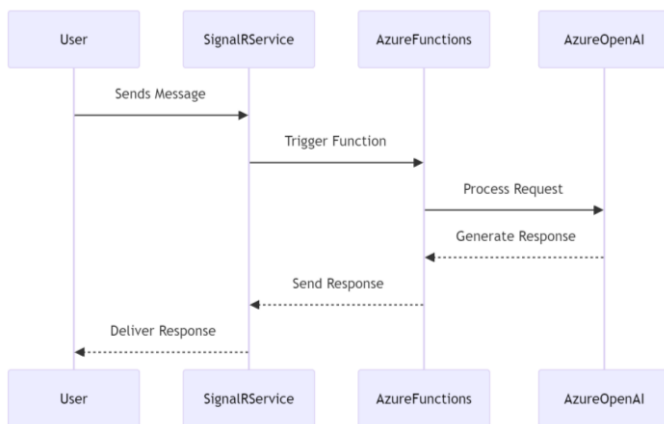 User SignalRService AzureFunctions AzureOpenAI
Sends Message
Trigger Function
Process Request
Generate Response
Send Response
Deliver Response
User SignalRService AzureFunctions AzureOpenAI